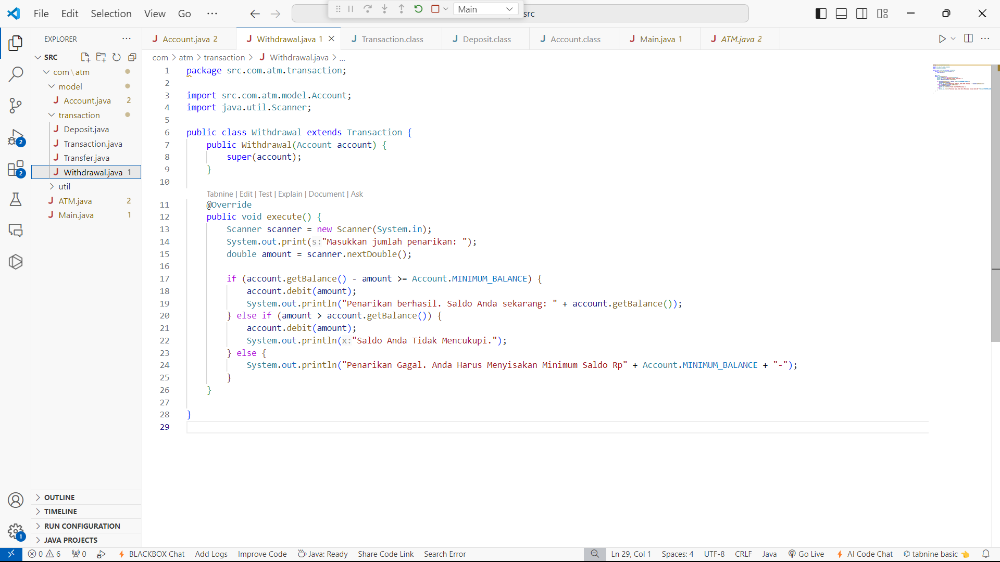 File Edit Selection View Go ··· Main src
EXPLORER ···
Account.java 2 Withdrawal.java 1 Transaction.class Deposit.class Account.class Main.java 1 ATM.java 2 ···
SRC
com > atm > transaction > J Withdrawal.java > ...
com \ atm
model
J Account.java 2
transaction
J Deposit.java
J Transaction.java
J Transfer.java
J Withdrawal.java 1
util
J ATM.java 2
J Main.java 1
2
2
1
OUTLINE
TIMELINE
RUN CONFIGURATION
JAVA PROJECTS
1 package src.com.atm.transaction;
2
3 import src.com.atm.model.Account;
4 import java.util.Scanner;
5
6 public class Withdrawal extends Transaction {
7 public Withdrawal(Account account) {
8 super(account);
9 }
10
Tabnine | Edit | Test | Explain | Document | Ask
11 @Override
12 public void execute() {
13 Scanner scanner = new Scanner(System.in);
14 System.out.print(s:"Masukkan jumlah penarikan: ");
15 double amount = scanner.nextDouble();
16
17 if (account.getBalance() - amount >= Account.MINIMUM_BALANCE) {
18 account.debit(amount);
19 System.out.println("Penarikan berhasil. Saldo Anda sekarang: " + account.getBalance());
20 } else if (amount > account.getBalance()) {
21 account.debit(amount);
22 System.out.println(x:"Saldo Anda Tidak Mencukupi.");
23 } else {
24 System.out.println("Penarikan Gagal. Anda Harus Menyisakan Minimum Saldo Rp" + Account.MINIMUM_BALANCE + "-");
25 }
26 }
27
28 }
29
0 6 0 BLACKBOX Chat Add Logs Improve Code Java: Ready Share Code Link Search Error Ln 29, Col 1 Spaces: 4 UTF-8 CRLF Java Go Live AI Code Chat tabnine basic 👈